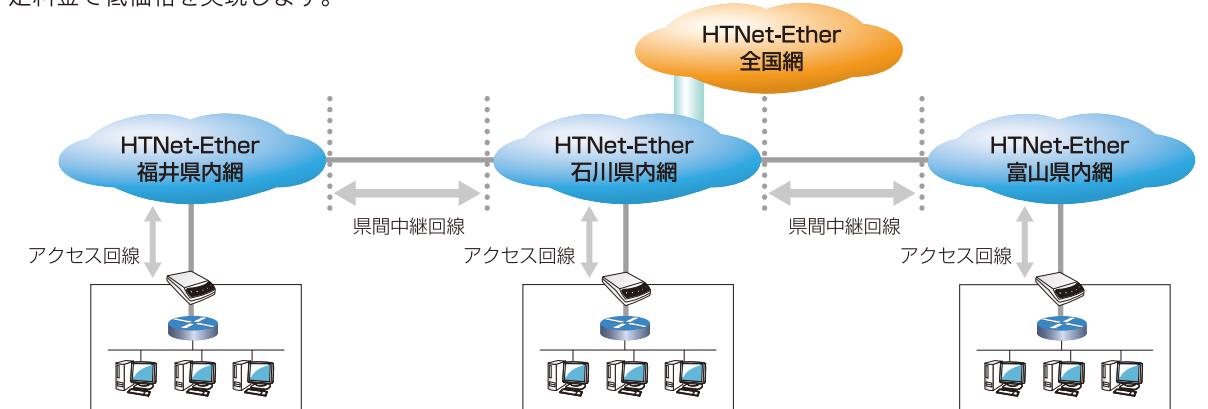 定料金で低価格を実現します。
HTNet-Ether
全国網
HTNet-Ether
福井県内網
HTNet-Ether
石川県内網
HTNet-Ether
富山県内網
県間中継回線
県間中継回線
アクセス回線
アクセス回線
アクセス回線